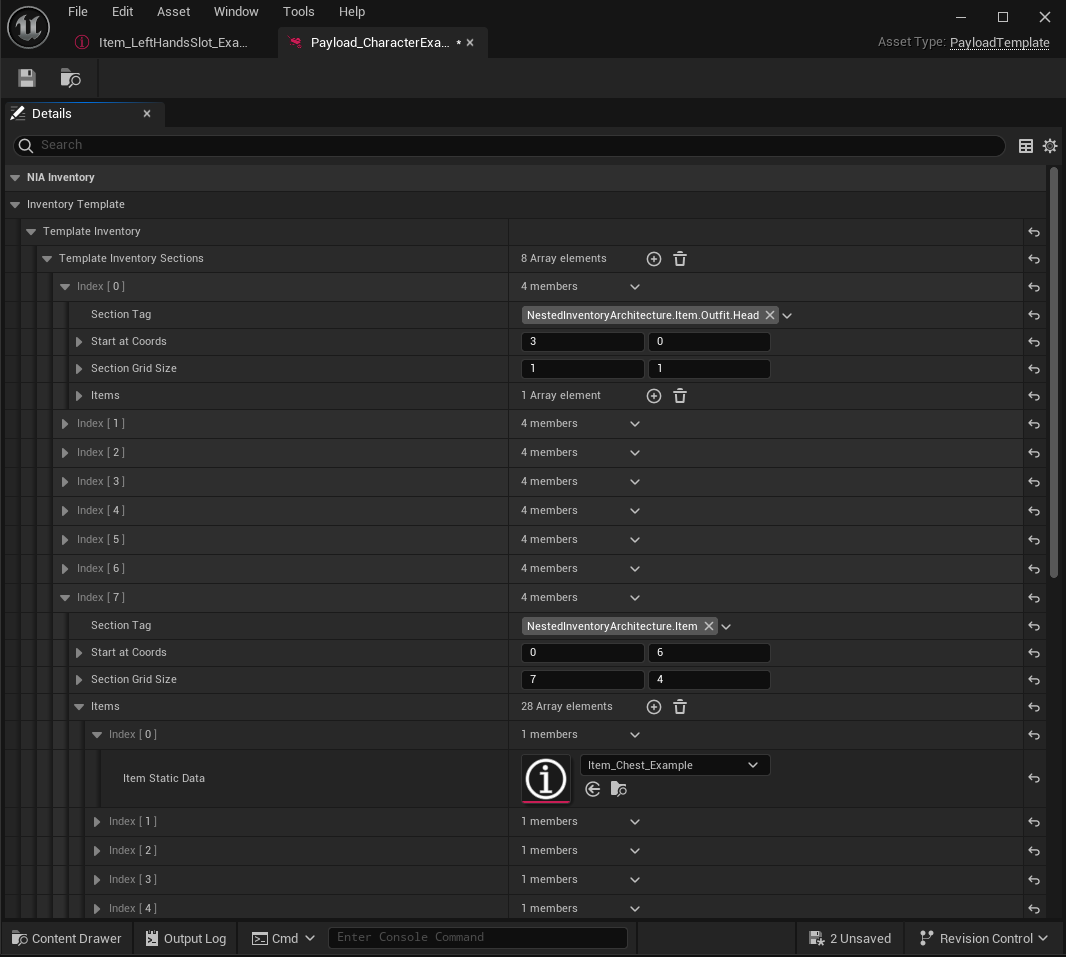 File Edit Asset Window Tools Help
Item_LeftHandsSlot_Exa...
Payload_CharacterExa... *
Asset Type: PayloadTemplate
Details
Search
NIA Inventory
Inventory Template
Template Inventory
Template Inventory Sections 8 Array elements
Index [ 0 ] 4 members
Section Tag NestedInventoryArchitecture.Item.Outfit.Head
Start at Coords 3 0
Section Grid Size 1 1
Items 1 Array element
Index [ 1 ] 4 members
Index [ 2 ] 4 members
Index [ 3 ] 4 members
Index [ 4 ] 4 members
Index [ 5 ] 4 members
Index [ 6 ] 4 members
Index [ 7 ] 4 members
Section Tag NestedInventoryArchitecture.Item
Start at Coords 0 6
Section Grid Size 7 4
Items 28 Array elements
Index [ 0 ] 1 members
Item Static Data Item_Chest_Example
Index [ 1 ] 1 members
Index [ 2 ] 1 members
Index [ 3 ] 1 members
Index [ 4 ] 1 members
Content Drawer Output Log Cmd Enter Console Command 2 Unsaved Revision Control